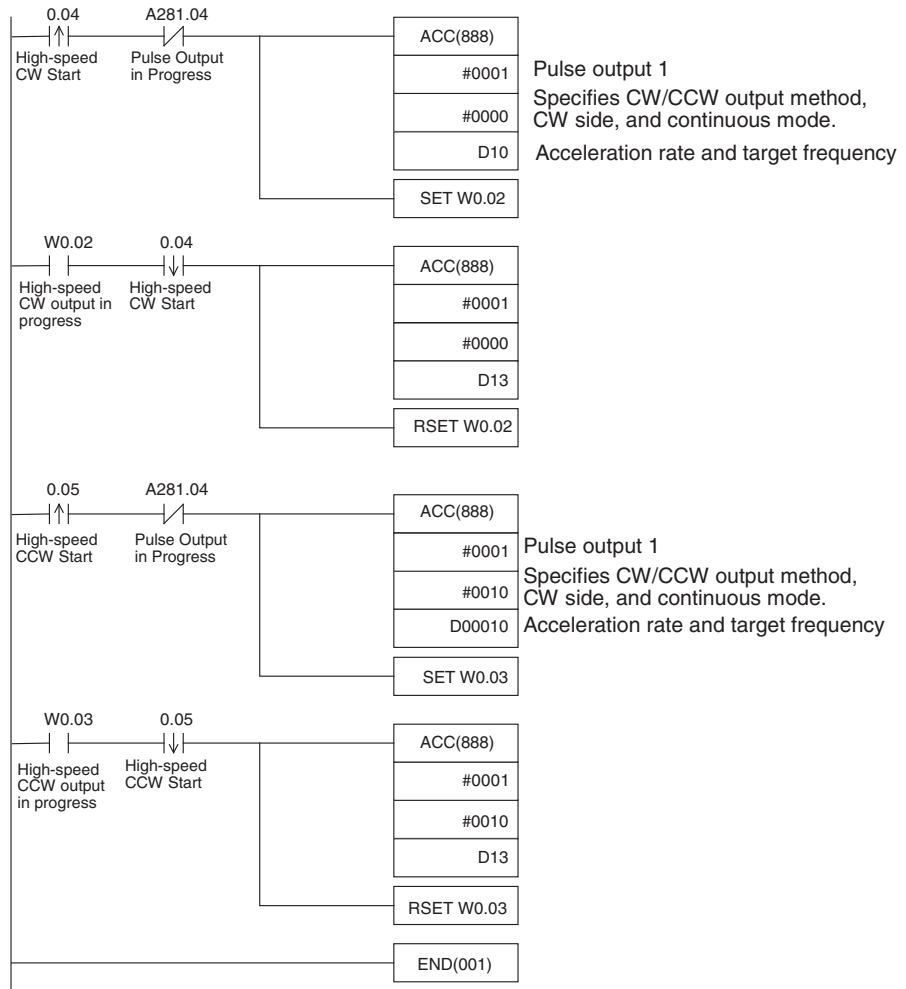 0.04 A281.04
High-speed
CW Start
Pulse Output
in Progress
ACC(888)
#0001 Pulse output 1
#0000 Specifies CW/CCW output method,
CW side, and continuous mode.
D10 Acceleration rate and target frequency
SET W0.02
W0.02 0.04
High-speed
CW output in
progress
High-speed
CW Start
ACC(888)
#0001
#0000
D13
RSET W0.02
0.05 A281.04
High-speed
CCW Start
Pulse Output
in Progress
ACC(888)
#0001 Pulse output 1
#0010 Specifies CW/CCW output method,
CW side, and continuous mode.
D00010 Acceleration rate and target frequency
SET W0.03
W0.03 0.05
High-speed
CCW output
in progress
High-speed
CCW Start
ACC(888)
#0001
#0010
D13
RSET W0.03
END(001)